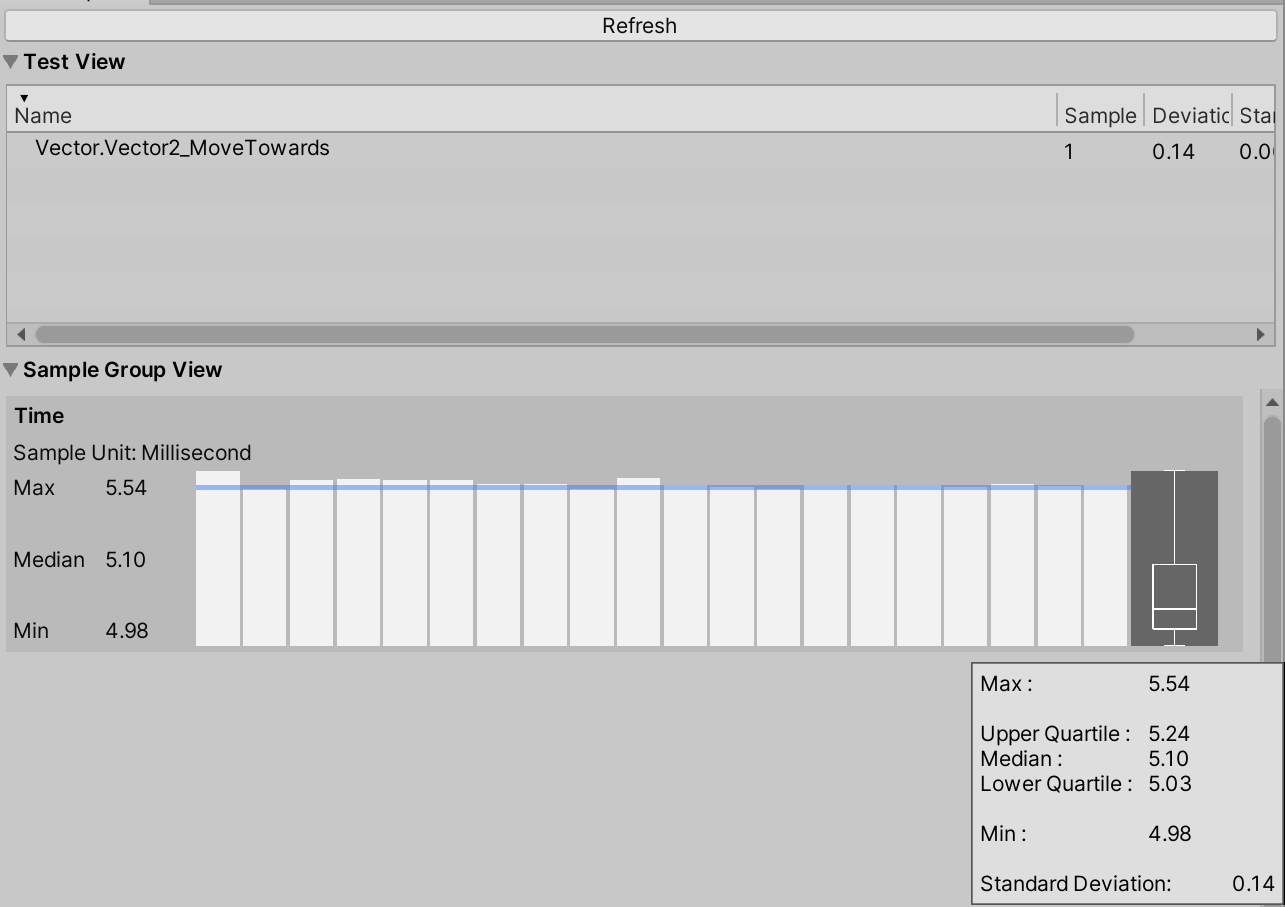 Refresh
Test View
Name Sample Deviatic Star
Vector.Vector2_MoveTowards 1 0.14 0.0
Sample Group View
Time
Sample Unit: Millisecond
Max 5.54
Median 5.10
Min 4.98
Max : 5.54
Upper Quartile : 5.24
Median : 5.10
Lower Quartile : 5.03
Min : 4.98
Standard Deviation: 0.14